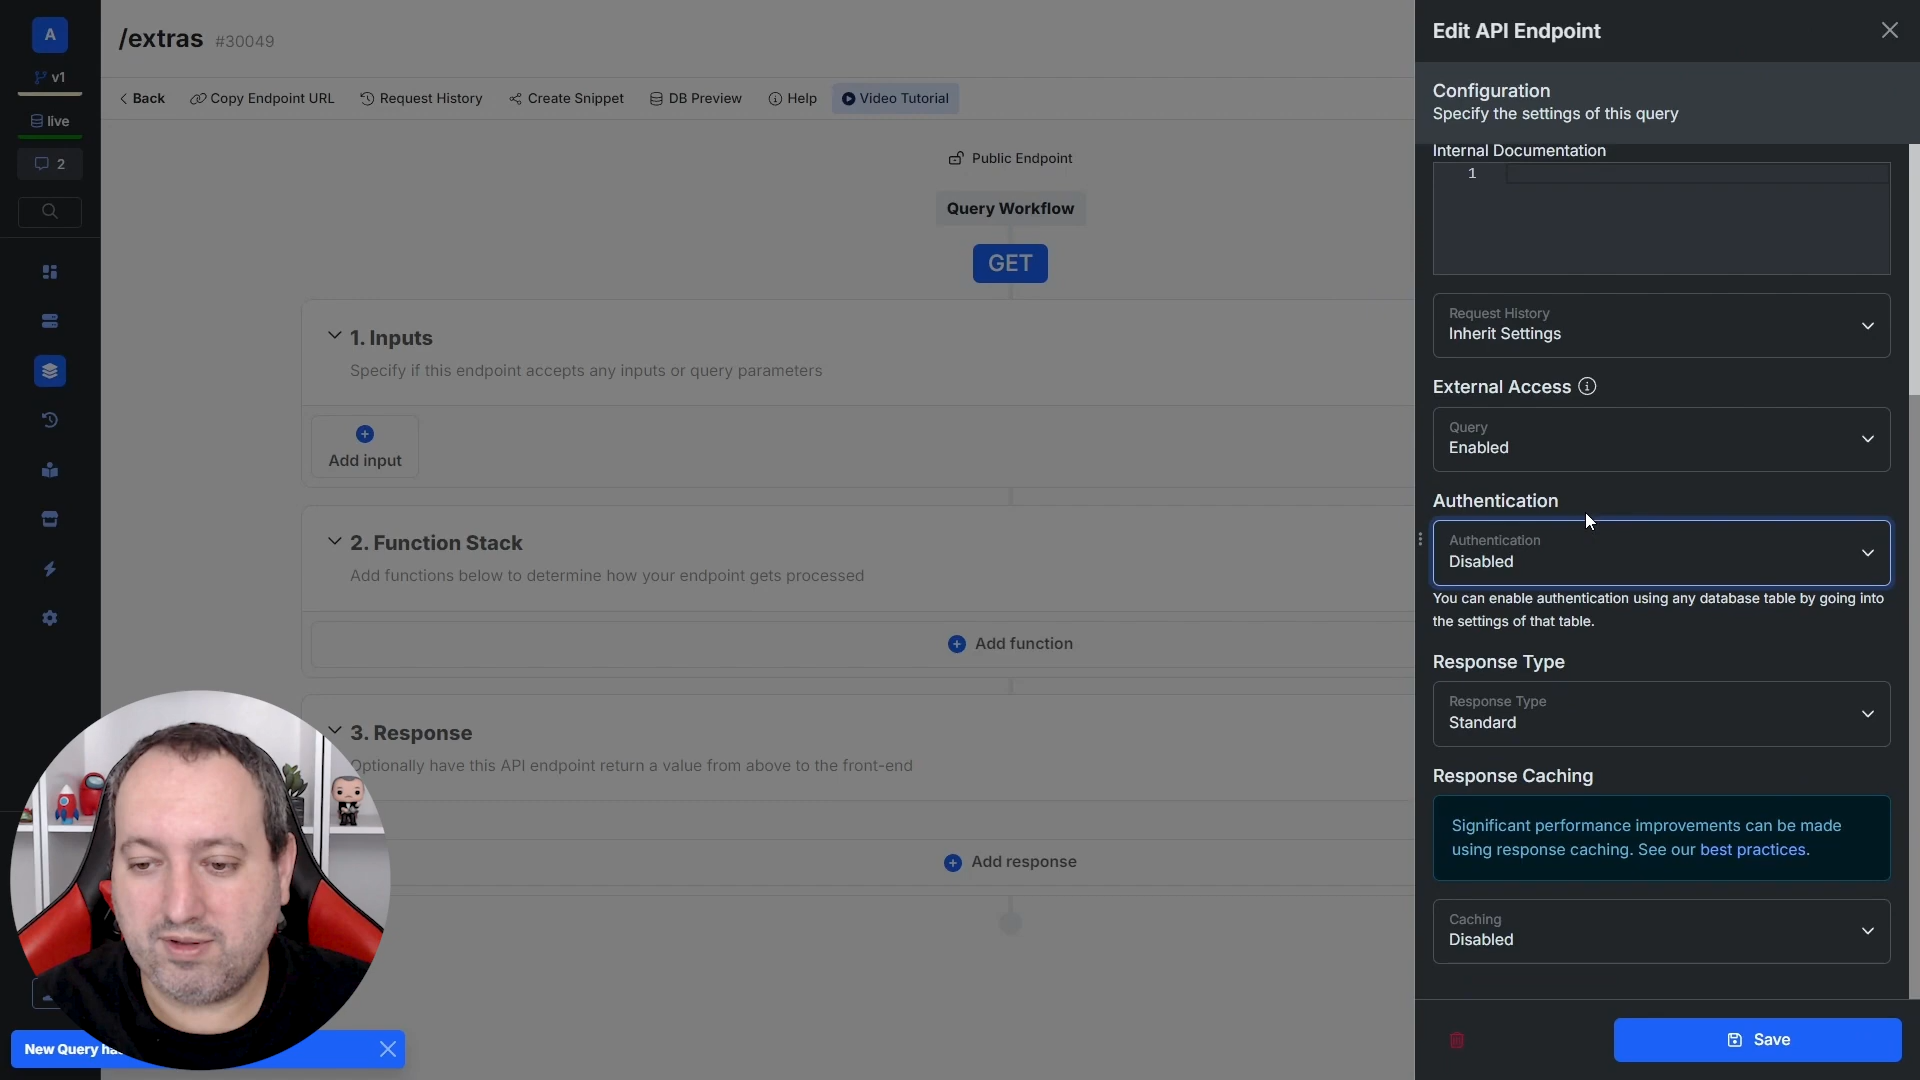 A
v1
live
2
/extras #30049
Back
Copy Endpoint URL
Request History
Create Snippet
DB Preview
Help
Video Tutorial
Public Endpoint
Query Workflow
GET
1. Inputs
Specify if this endpoint accepts any inputs or query parameters
Add input
2. Function Stack
Add functions below to determine how your endpoint gets processed
Add function
3. Response
Optionally have this API endpoint return a value from above to the front-end
Add response
New Query
Edit API Endpoint
Configuration
Specify the settings of this query
Internal Documentation
1
Request History
Inherit Settings
External Access
Query
Enabled
Authentication
Authentication
Disabled
You can enable authentication using any database table by going into
the settings of that table.
Response Type
Response Type
Standard
Response Caching
Significant performance improvements can be made
using response caching. See our best practices.
Caching
Disabled
Save